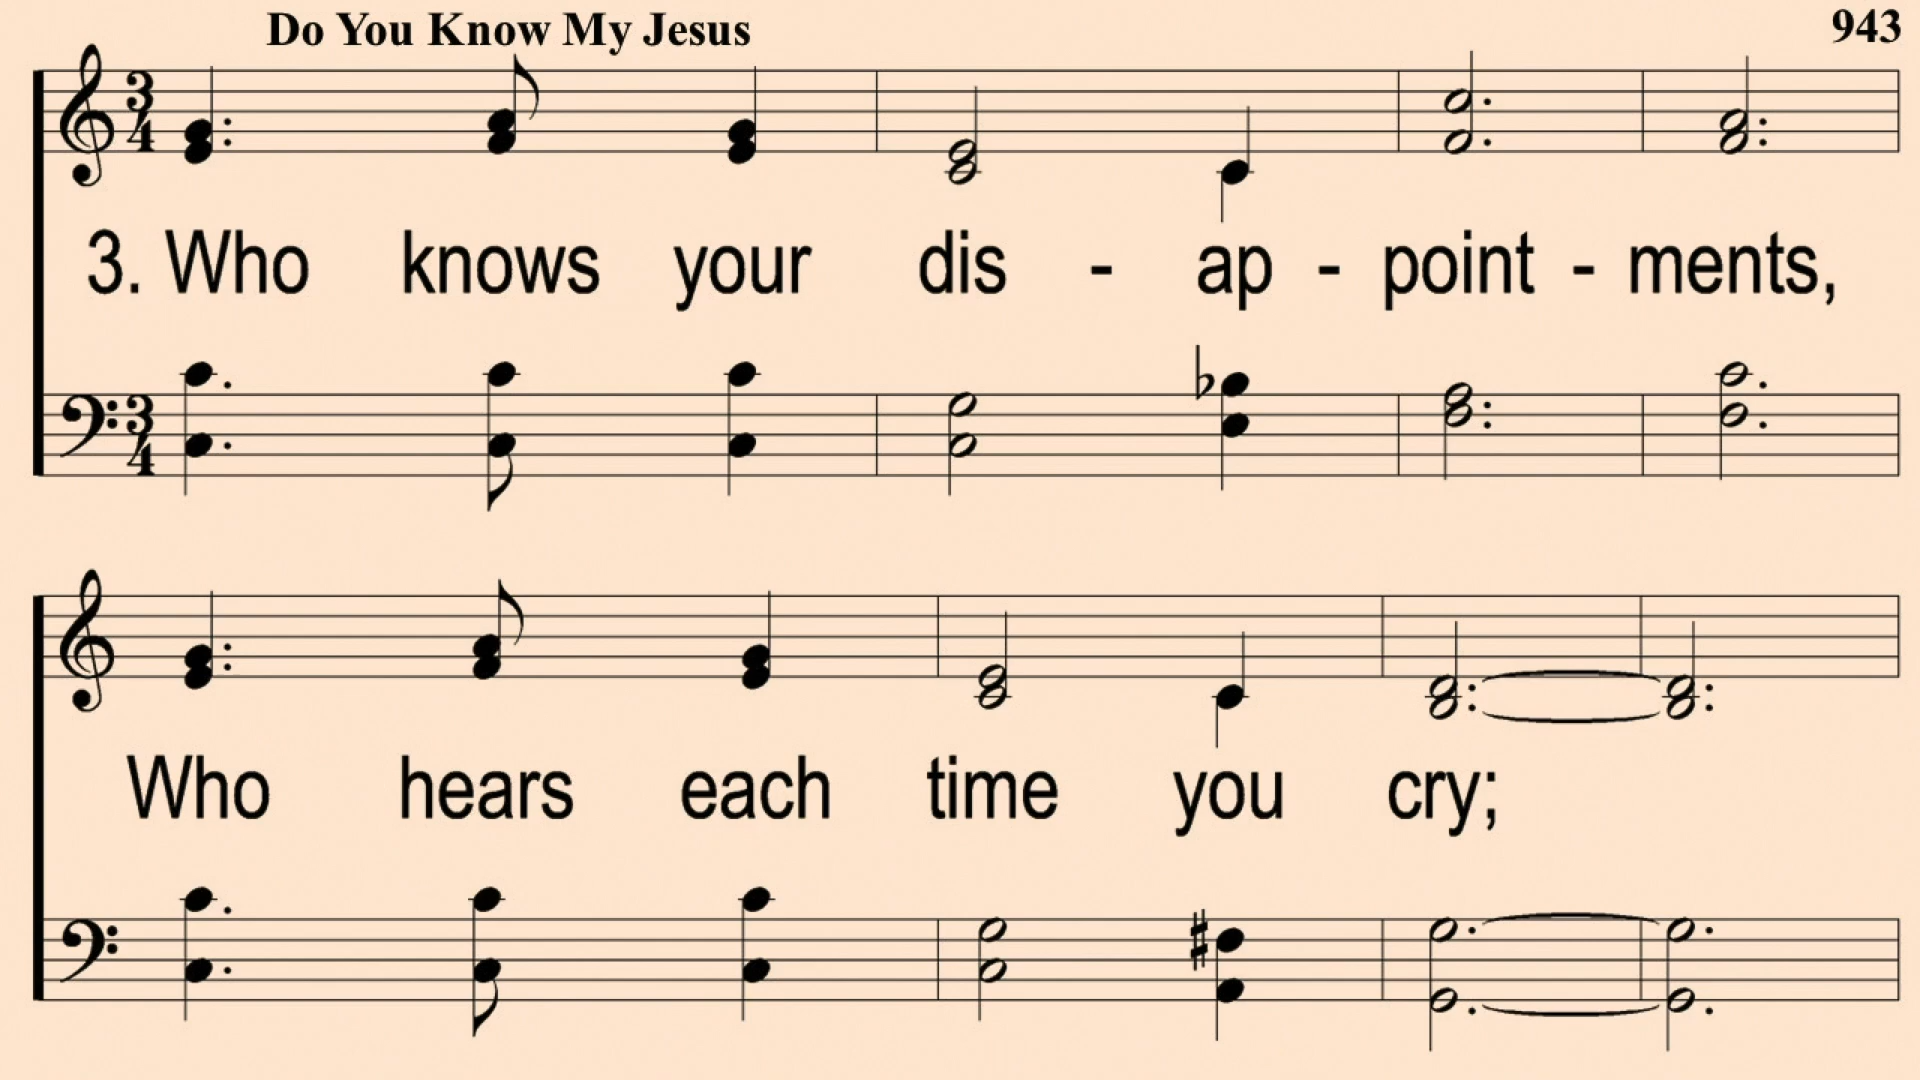 Do You Know My Jesus 943
3. Who knows your dis - ap - point - ments,
Who hears each time you cry;